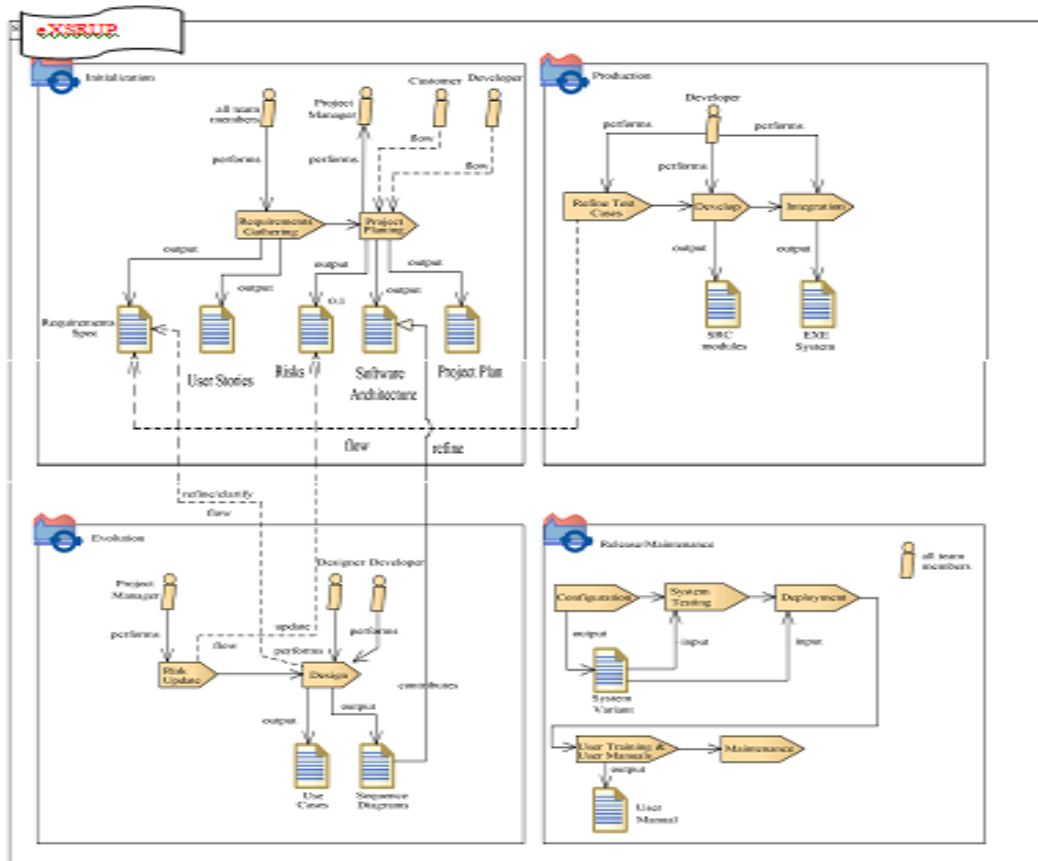 eXSRUP
Initialization
all team
members
Project
Manager
Customer
Developer
performs
performs
flow
flow
Requirements
Gathering
Project
Planing
output
output
output
output
output
0.1
Requirements
Spec
User Stories
Risks
Software
Architecture
Project Plan
flow
refine
Production
Developer
performs
performs
performs
Refine Test
Cases
Develop
Integration
output
output
SRC
modules
EXE
System
refine/clarify
flow
Evolution
Project
Manager
Designer
Developer
performs
update
performs
flow
performs
Risk
Update
Design
contributes
output
output
Use
Cases
Sequence
Diagrams
Release/Maintenance
all team
members
Configuration
System
Testing
Deployment
output
input
input
System
Variant
User Training &
User Manuals
Maintenance
output
User
Manual